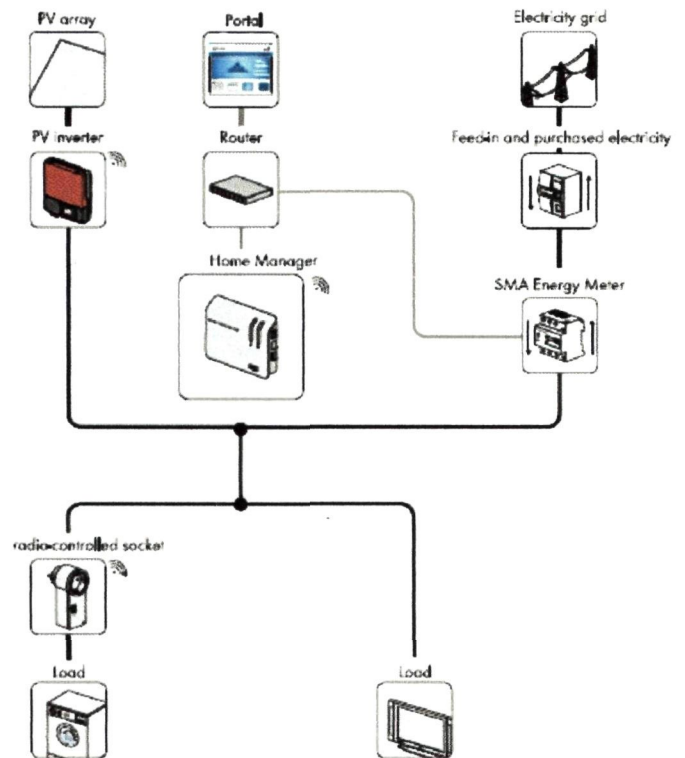 PV array
Portal
Electricity grid
PV inverter
Router
Feed-in and purchased electricity
Home Manager
SMA Energy Meter
radio-controlled socket
Load
Load